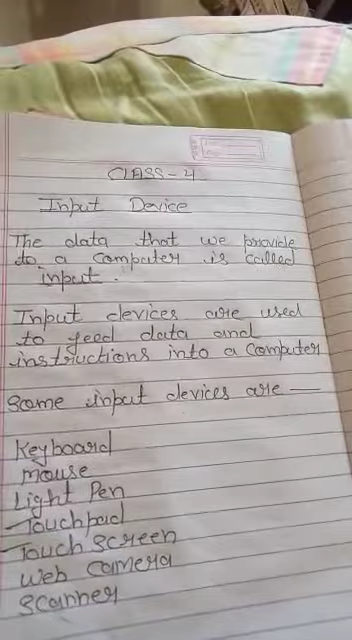 CLASS-4
Input Device
The data that we provide
to a computer is called
input.
Input devices are used
to feed data and
instructions into a computer
Some input devices are —
Keyboard
Mouse
Light Pen
Touchpad
Touch Screen
Web camera
Scanner